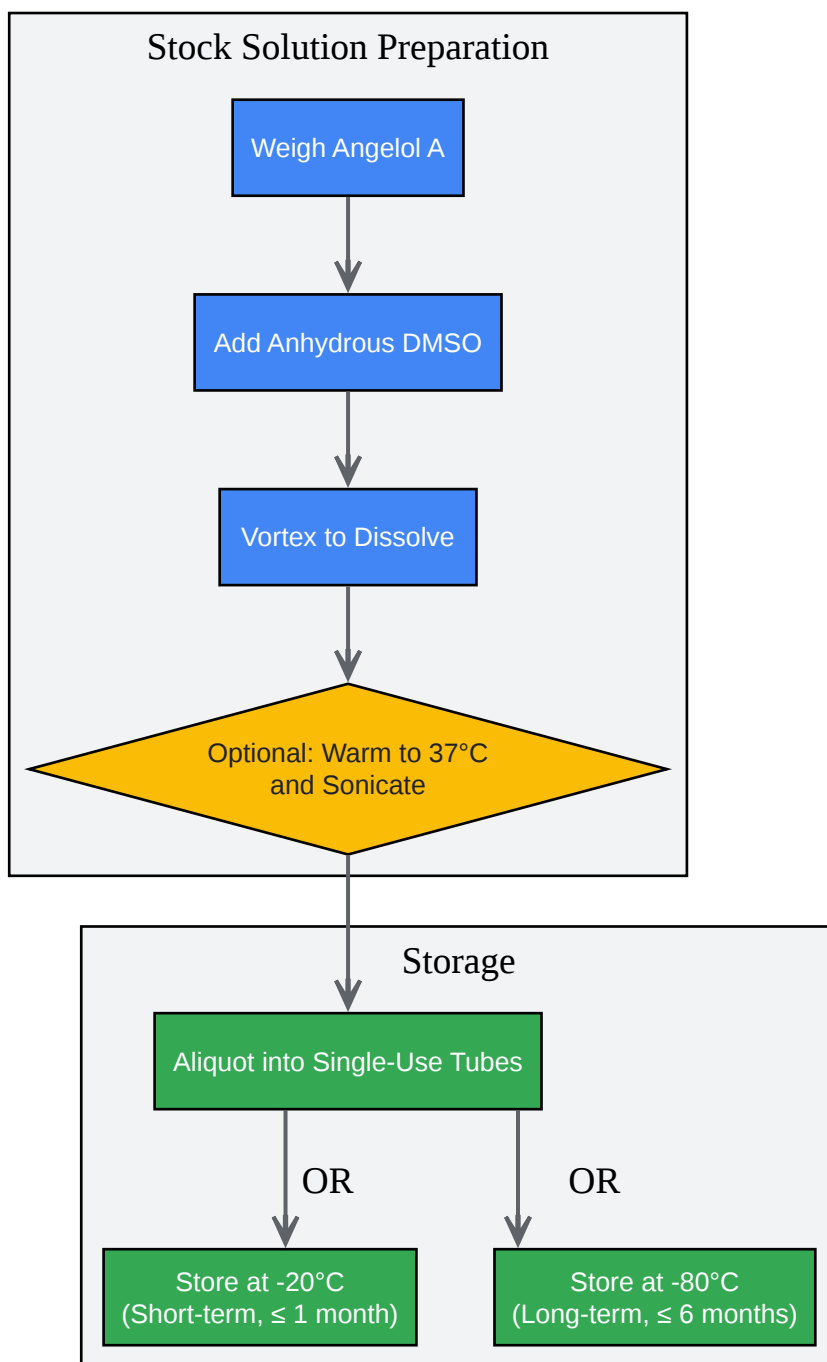 Stock Solution Preparation
Weigh Angelol A
Add Anhydrous DMSO
Vortex to Dissolve
Optional: Warm to 37°C
and Sonicate
Storage
Aliquot into Single-Use Tubes
OR
OR
Store at -20°C
(Short-term, ≤ 1 month)
Store at -80°C
(Long-term, ≤ 6 months)